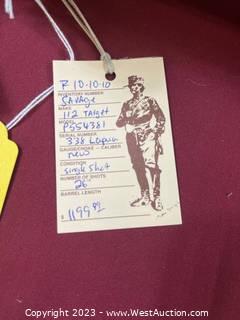 R 10-10-10
INVENTORY NUMBER
SAVAGE
MAKE
112 TARGET
MODEL
P554381
SERIAL NUMBER
338 Lapua
GAUGE/CHOKE — CALIBER
new
CONDITION
single shot
NUMBER OF SHOTS
26"
BARREL LENGTH
$ 1199.99
Copyright 2023 - www.WestAuction.com